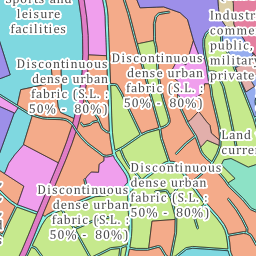 Sports and
leisure
facilities
Industr
comme
public,
military
private
Discontinuous
dense urban
fabric (S.L. :
50% - 80%)
Discontinuous
dense urban
fabric (S.L. :
50% - 80%)
Land
curren
Discontinuous
dense urban
fabric (S.L. :
50% - 80%)
Discontinuous
dense urban
fabric (S.L. :
50% - 80%)
s